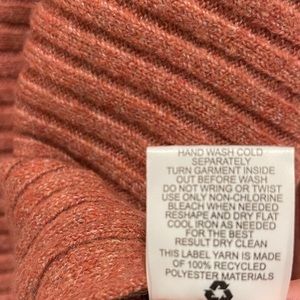 HAND WASH COLD
SEPARATELY
TURN GARMENT INSIDE
OUT BEFORE WASH
DO NOT WRING OR TWIST
USE ONLY NON-CHLORINE
BLEACH WHEN NEEDED
RESHAPE AND DRY FLAT
COOL IRON AS NEEDED
FOR THE BEST
RESULT DRY CLEAN
THIS LABEL YARN IS MADE
OF 100% RECYCLED
POLYESTER MATERIALS